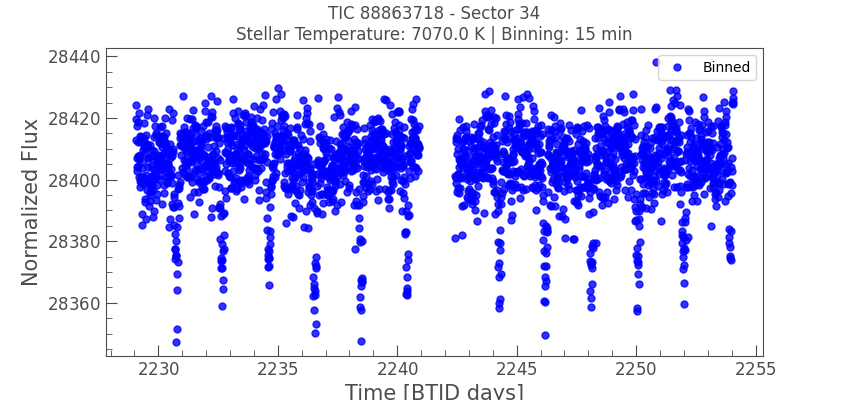 TIC 88863718 - Sector 34
Stellar Temperature: 7070.0 K | Binning: 15 min
Normalized Flux
28440
28420
28400
28380
28360
Binned
2230
2235
2240
2245
2250
2255
Time [BTJD days]